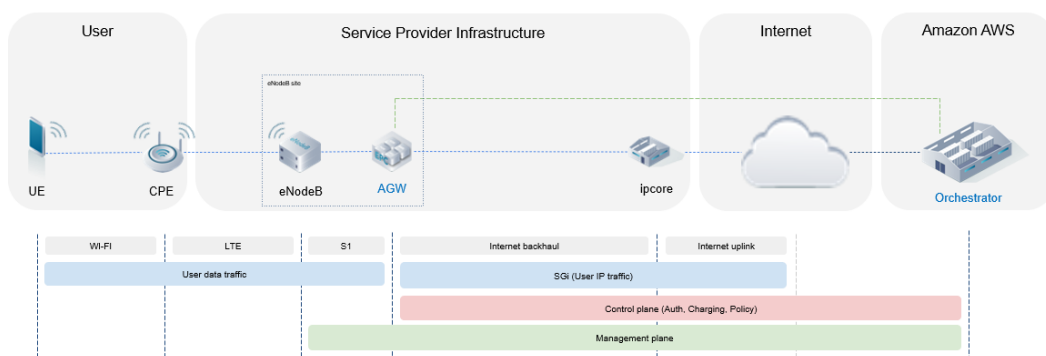 User
Service Provider Infrastructure
Internet
Amazon AWS
eNodeB site
eNodeB
UE
CPE
eNodeB
AGW
ipcore
Orchestrator
WI-FI
LTE
S1
Internet backhaul
Internet uplink
User data traffic
SGi (User IP traffic)
Control plane (Auth, Charging, Policy)
Management plane